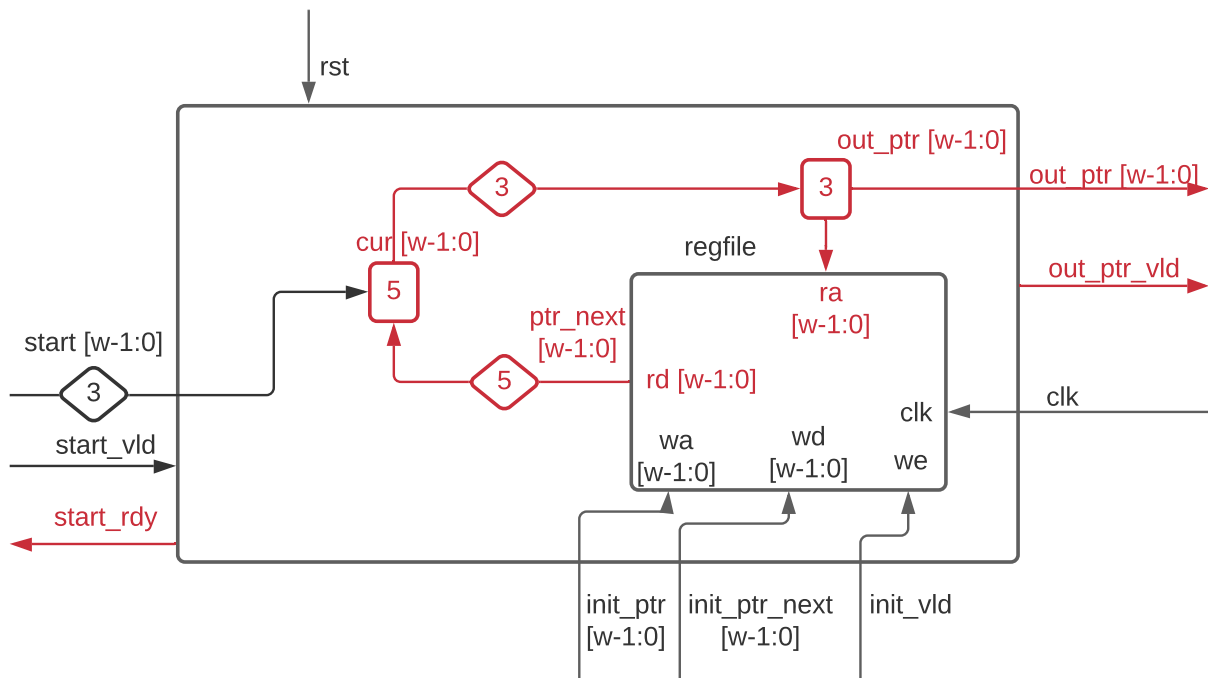 rst
out_ptr [w-1:0]
3
3
out_ptr [w-1:0]
cur [w-1:0]
regfile
out_ptr_vld
5
ra
[w-1:0]
ptr_next
[w-1:0]
start [w-1:0]
3
5
rd [w-1:0]
clk
clk
start_vld
wa
[w-1:0]
wd
[w-1:0]
we
start_rdy
init_ptr
[w-1:0]
init_ptr_next
[w-1:0]
init_vld